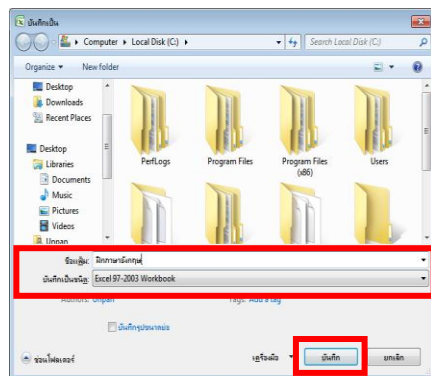 บันทึกเป็น
Computer ▸ Local Disk (C:) ▸
Search Local Disk (C:)
Organize ▾ New folder
Desktop
Downloads
Recent Places
Desktop
Libraries
Documents
Music
Pictures
Videos
Unpan
PerfLogs
Program Files
Program Files (x86)
Users
ชื่อแฟ้ม: ฝึกภาษาอังกฤษ
บันทึกเป็นชนิด: Excel 97-2003 Workbook
Authors: Unpan
Tags: Add a tag
บันทึกรูปขนาดย่อ
ซ่อนโฟลเดอร์
เครื่องมือ
บันทึก
ยกเลิก